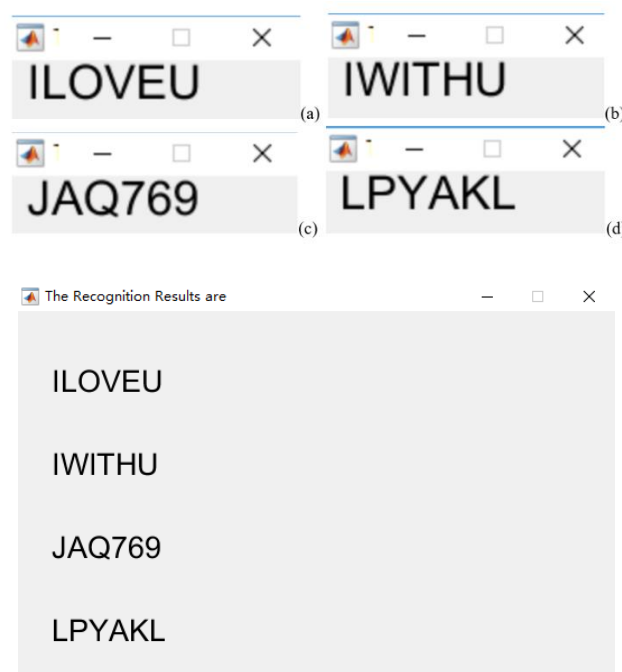 ILOVEU
(a)
IWITHU
(b)
JAQ769
(c)
LPYAKL
(d
The Recognition Results are
ILOVEU
IWITHU
JAQ769
LPYAKL